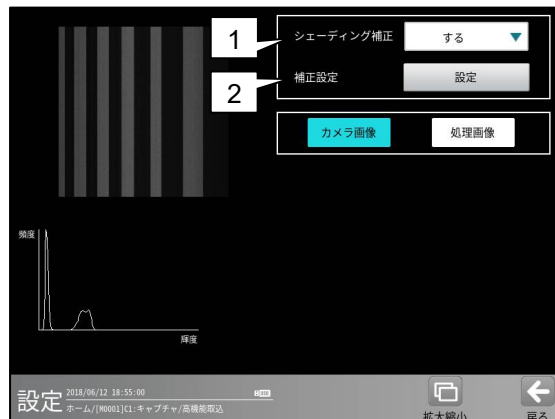 1
シェーディング補正
する
2
補正設定
設定
カメラ画像
処理画像
頻度
輝度
設定
2018/06/12 18:55:00
ホーム/[M0001]C1:キャプチャ/高機能取込
拡大縮小
戻る